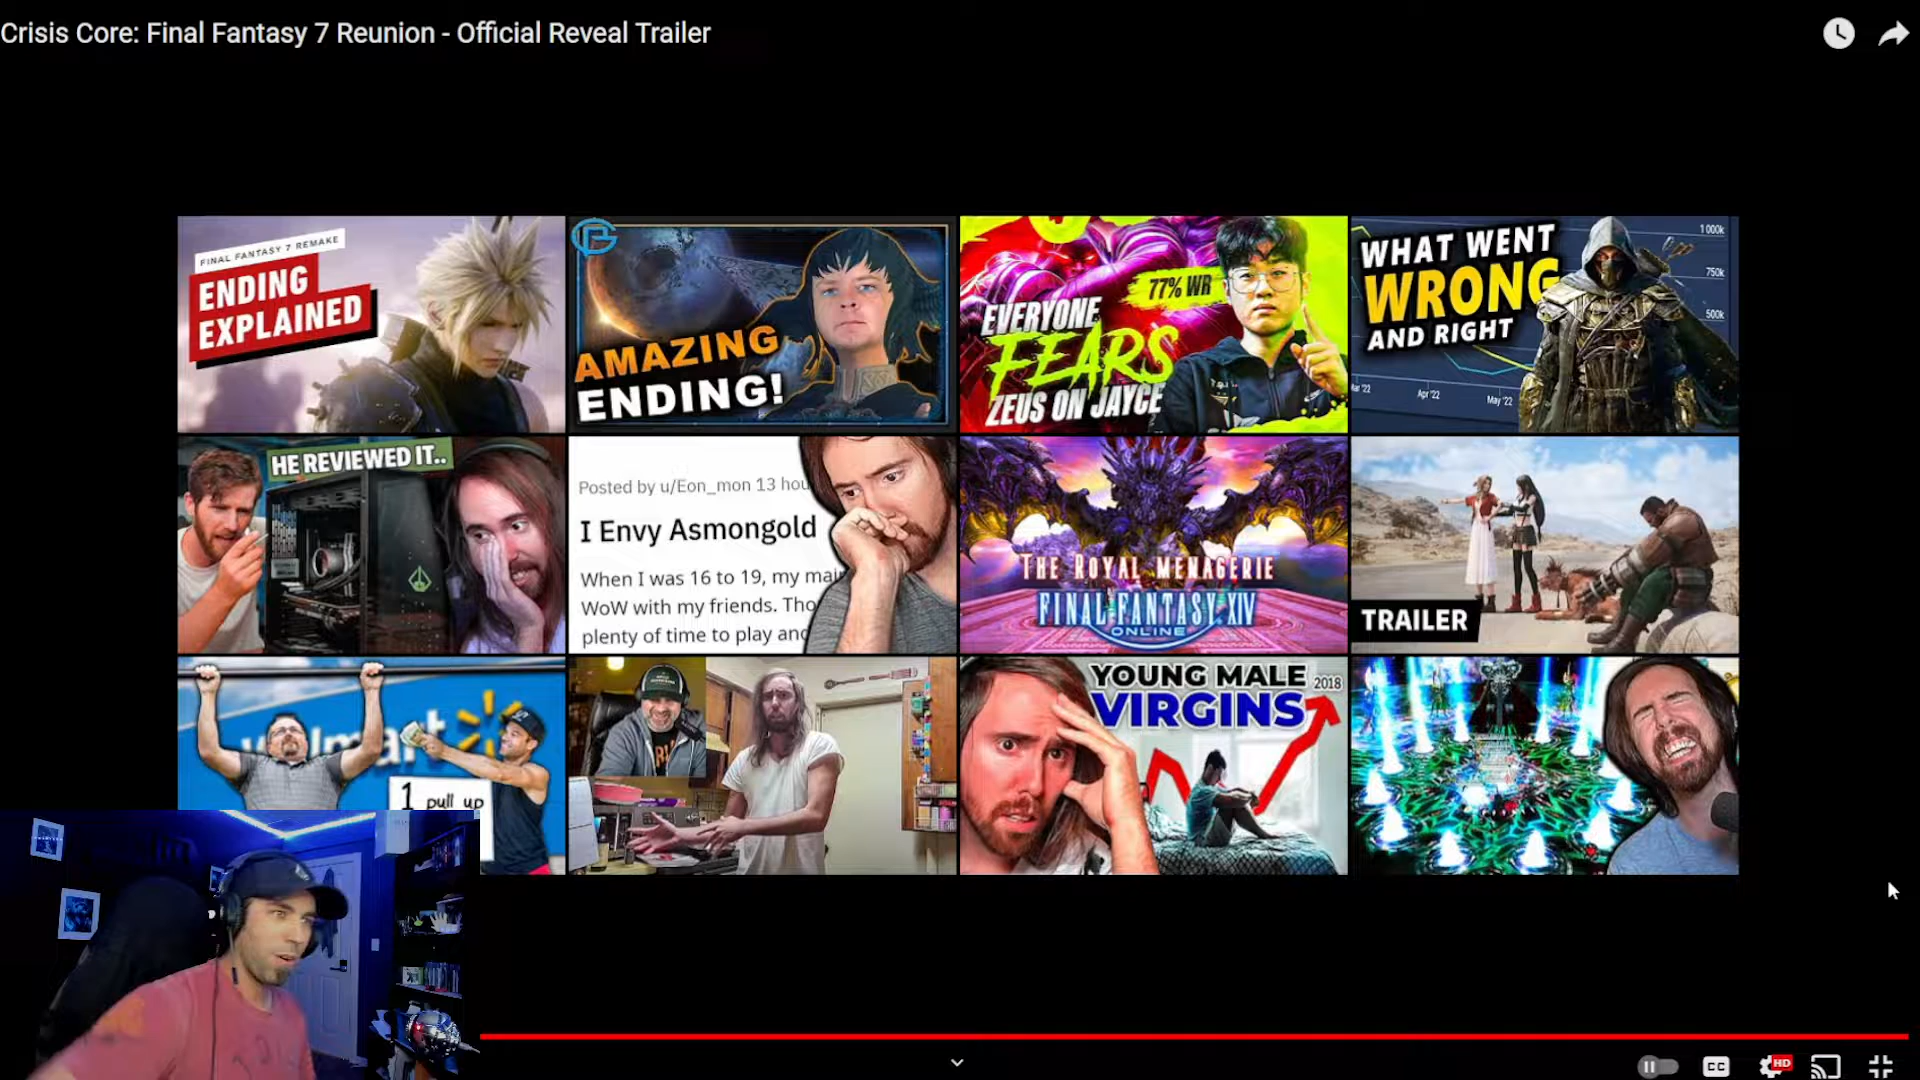 Crisis Core: Final Fantasy 7 Reunion - Official Reveal Trailer
FINAL FANTASY 7 REMAKE
ENDING
EXPLAINED
AMAZING
ENDING!
77% WR
EVERYONE
FEARS
ZEUS ON JAYCE
WHAT WENT
WRONG
AND RIGHT
1 000k
750k
500k
Apr '22
May '22
HE REVIEWED IT..
Posted by u/Eon_mon 13 hou
I Envy Asmongold
When I was 16 to 19, my mai
WoW with my friends. Tho
plenty of time to play and
THE ROYAL MENAGERIE
FINAL FANTASY XIV
ONLINE
TRAILER
1 pull up
YOUNG MALE
VIRGINS
2018
CC
HD